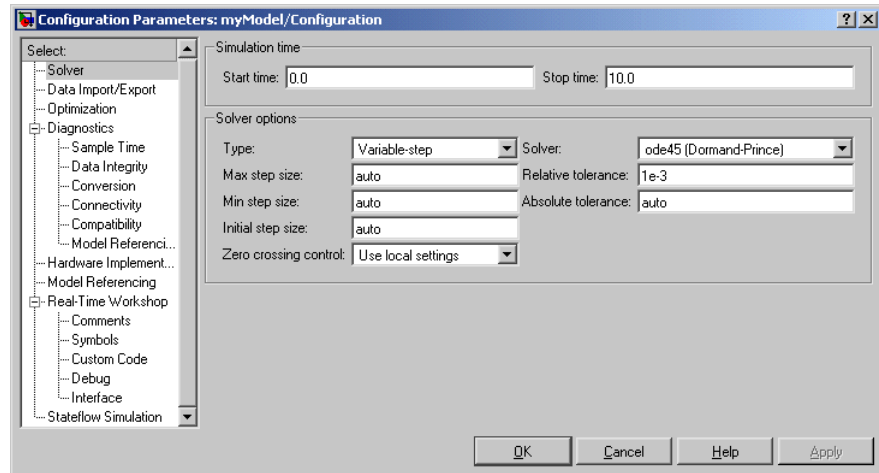 Configuration Parameters: myModel/Configuration
Select:
Solver
Data Import/Export
Optimization
Diagnostics
Sample Time
Data Integrity
Conversion
Connectivity
Compatibility
Model Referenci...
Hardware Implement...
Model Referencing
Real-Time Workshop
Comments
Symbols
Custom Code
Debug
Interface
Stateflow Simulation
Simulation time
Start time: 0.0 Stop time: 10.0
Solver options
Type: Variable-step Solver: ode45 (Dormand-Prince)
Max step size: auto Relative tolerance: 1e-3
Min step size: auto Absolute tolerance: auto
Initial step size: auto
Zero crossing control: Use local settings
OK Cancel Help Apply